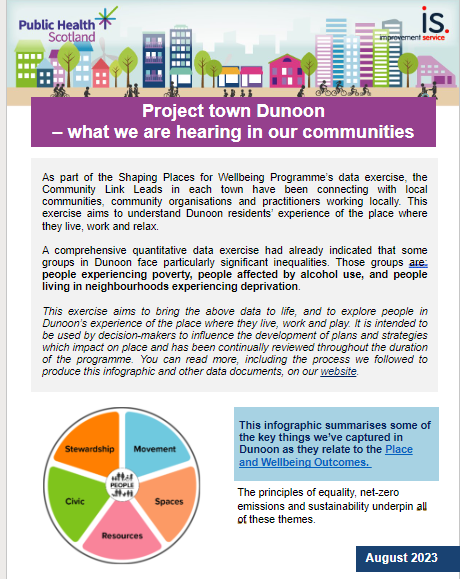 Public Health
Scotland
is.
improvement service
Project town Dunoon
– what we are hearing in our communities
As part of the Shaping Places for Wellbeing Programme's data exercise, the
Community Link Leads in each town have been connecting with local
communities, community organisations and practitioners working locally. This
exercise aims to understand Dunoon residents' experience of the place where
they live, work and relax.
A comprehensive quantitative data exercise had already indicated that some
groups in Dunoon face particularly significant inequalities. Those groups are:
people experiencing poverty, people affected by alcohol use, and people
living in neighbourhoods experiencing deprivation.
This exercise aims to bring the above data to life, and to explore people in
Dunoon's experience of the place where they live, work and play. It is intended
to be used by decision-makers to influence the development of plans and strategies
which impact on place and has been continually reviewed throughout the duration
of the programme. You can read more, including the process we followed to
produce this infographic and other data documents, on our website.
Stewardship
Movement
PEOPLE
Civic
Spaces
Resources
This infographic summarises some of
the key things we've captured in
Dunoon as they relate to the Place
and Wellbeing Outcomes.
The principles of equality, net-zero
emissions and sustainability underpin all
of these themes.
August 2023